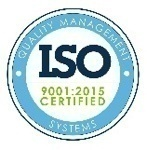 · QUALITY MANAGEMENT ·
ISO
9001:2015
CERTIFIED
SYSTEMS